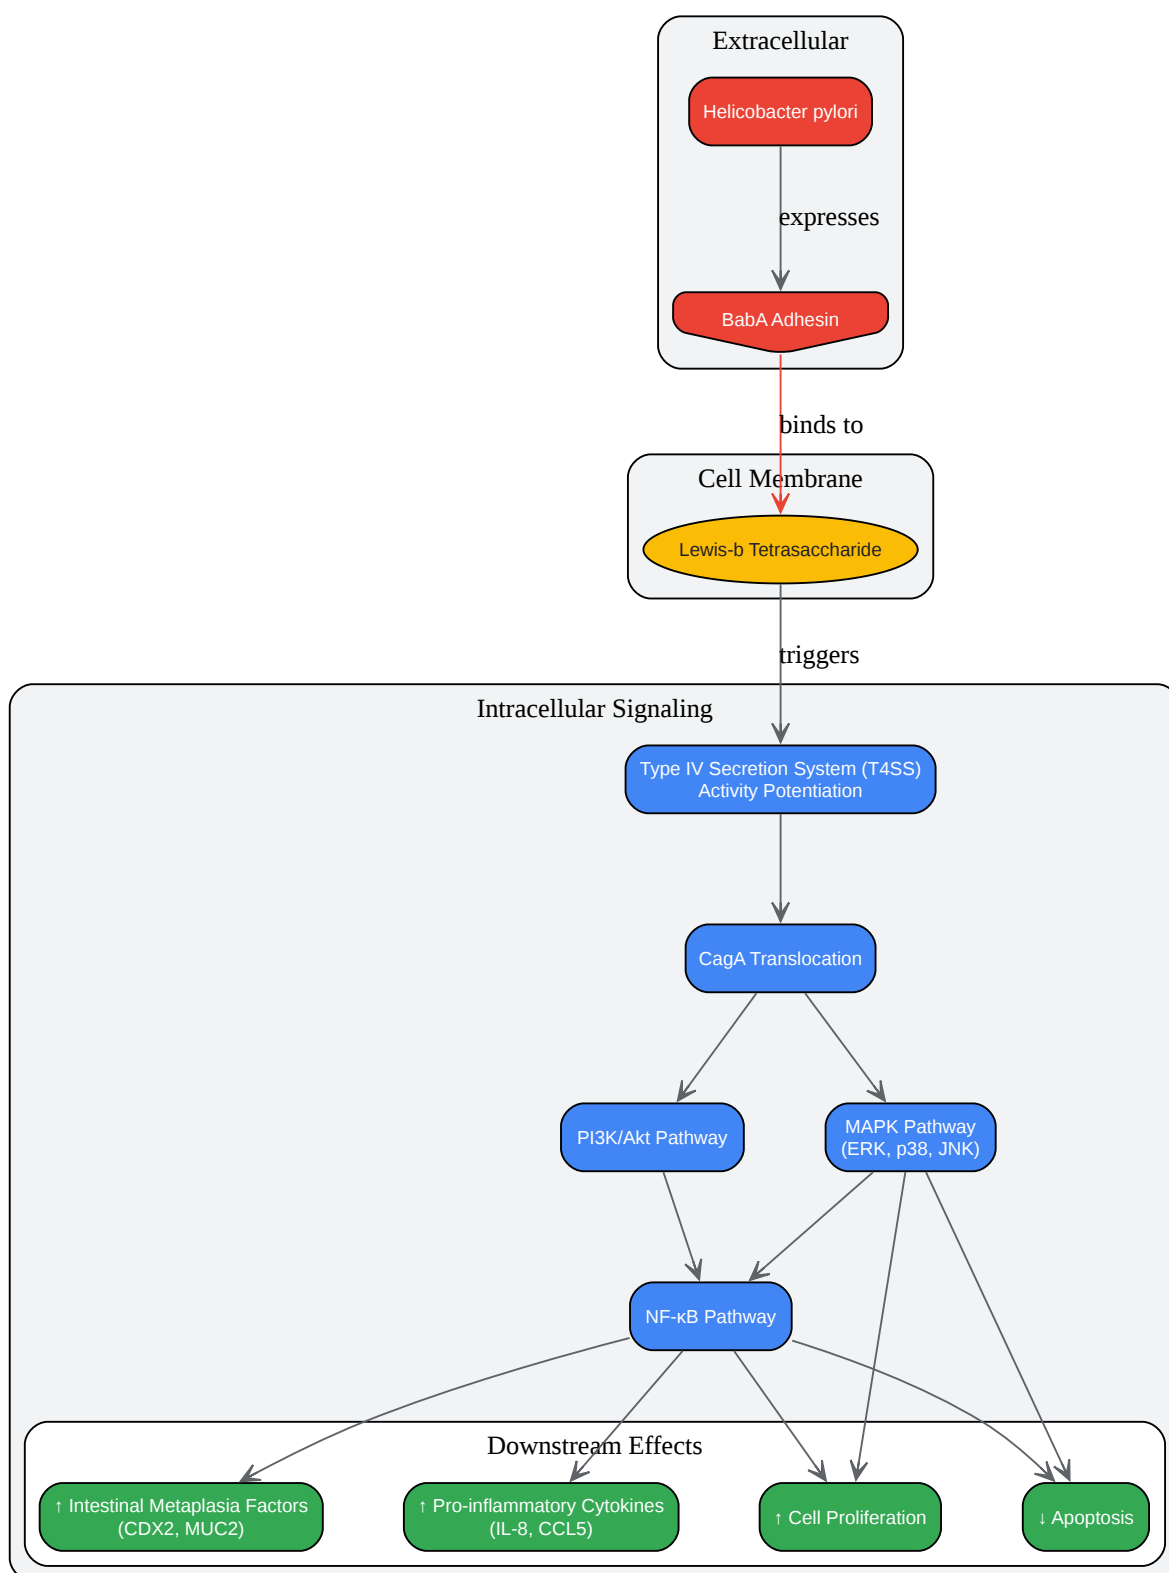 Extracellular
Helicobacter pylori
expresses
BabA Adhesin
binds to
Cell Membrane
Lewis-b Tetrasaccharide
triggers
Intracellular Signaling
Type IV Secretion System (T4SS)
Activity Potentiation
CagA Translocation
PI3K/Akt Pathway
MAPK Pathway
(ERK, p38, JNK)
NF-κB Pathway
Downstream Effects
↑ Intestinal Metaplasia Factors
(CDX2, MUC2)
↑ Pro-inflammatory Cytokines
(IL-8, CCL5)
↑ Cell Proliferation
↓ Apoptosis